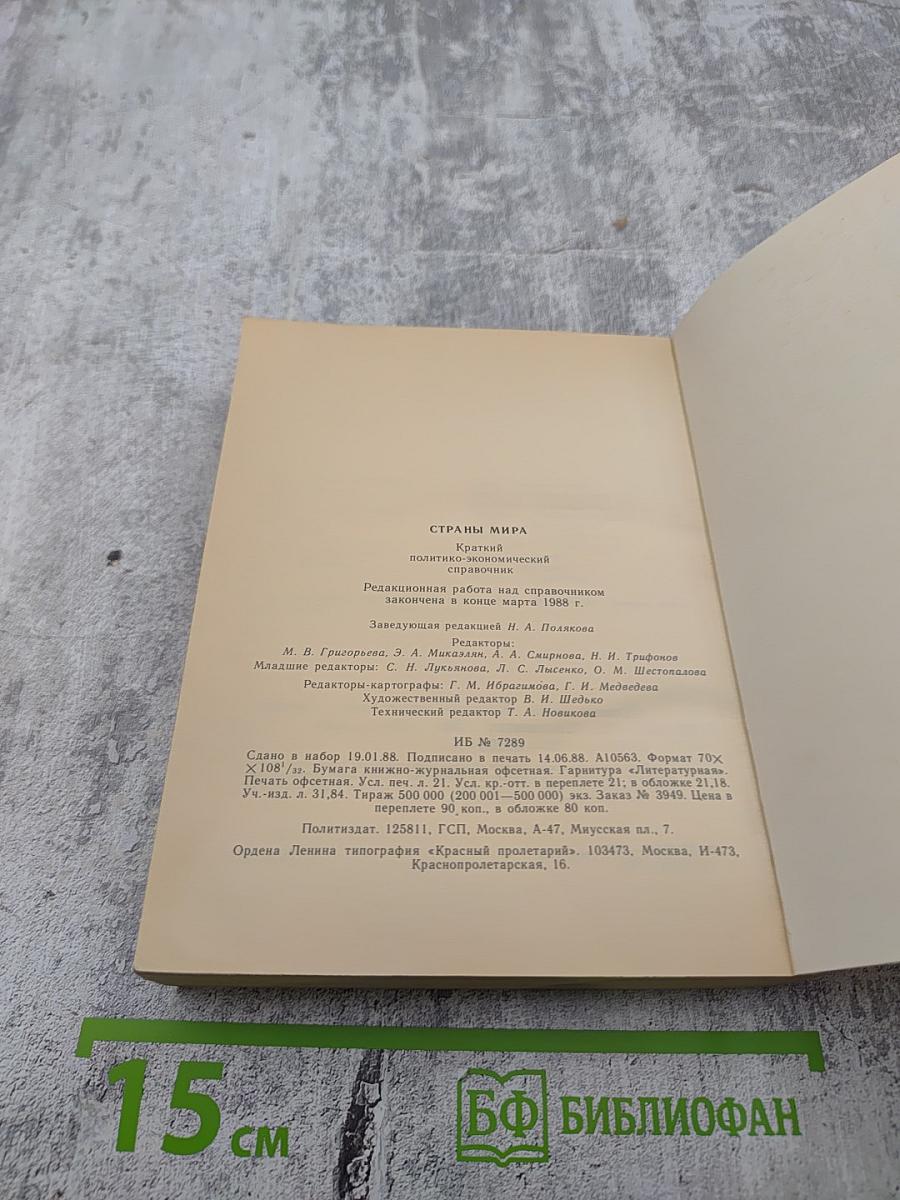 СТРАНЫ МИРА
Краткий
политико-экономический
справочник
Редакционная работа над справочником
закончена в конце марта 1988 г.
Заведующая редакцией Н. А. Полякова
Редакторы:
М. В. Григорьева, Э. А. Микаэлян, А. А. Смирнова, Н. И. Трифонов
Младшие редакторы: С. Н. Лукьянова, Л. С. Лысенко, О. М. Шестопалова
Редакторы-картографы: Г. М. Ибрагимова, Г. И. Медведева
Художественный редактор В. И. Шедько
Технический редактор Т. А. Новикова
ИБ № 7289
Сдано в набор 19.01.88. Подписано в печать 14.06.88. А10563. Формат 70×
×108¹/₃₂. Бумага книжно-журнальная офсетная. Гарнитура «Литературная».
Печать офсетная. Усл. печ. л. 21. Усл. кр.-отт. в переплете 21; в обложке 21,18.
Уч.-изд. л. 31,84. Тираж 500 000 (200 001—500 000) экз. Заказ № 3949. Цена в
переплете 90 коп., в обложке 80 коп.
Политиздат. 125811, ГСП, Москва, А-47, Миусская пл., 7.
Ордена Ленина типография «Красный пролетарий». 103473, Москва, И-473,
Краснопролетарская, 16.
15 см
БФ БИБЛИОФАН